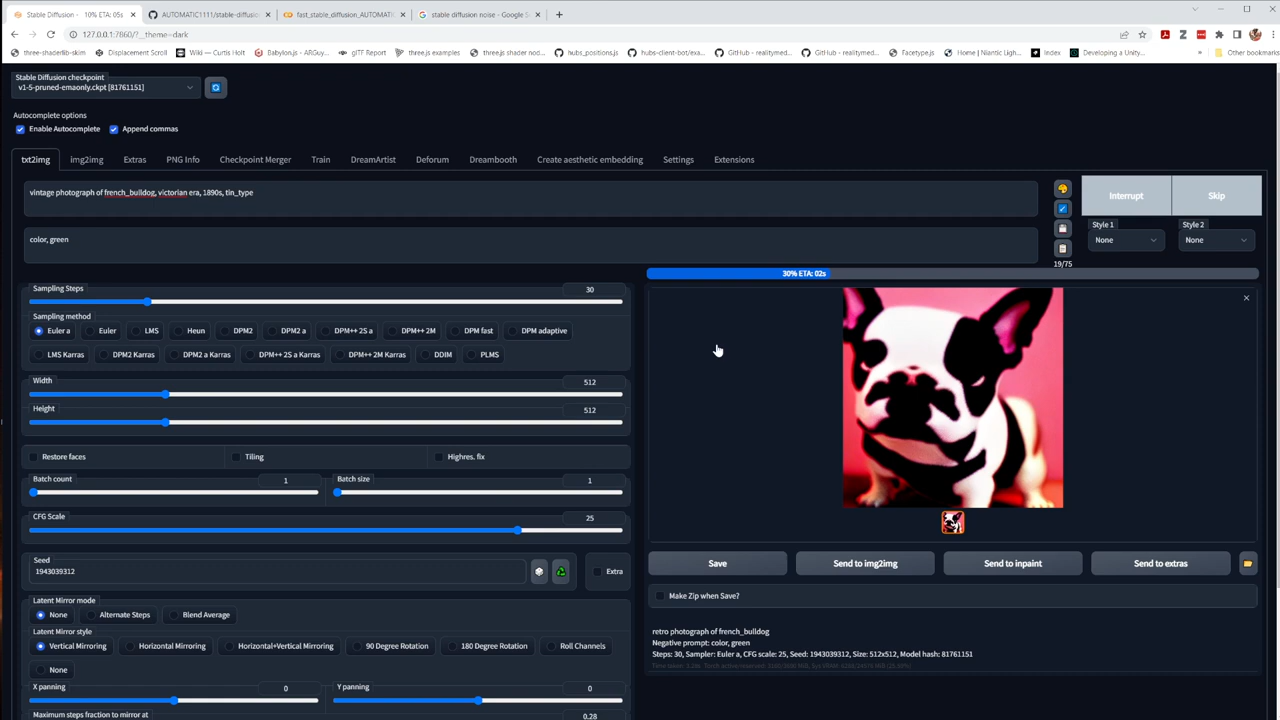 Stable Diffusion - 10% ETA: 05s
AUTOMATIC1111/stable-diffusion
fast_stable_diffusion_AUTOMATIC
stable diffusion noise - Google S
127.0.0.1:7860/?_theme=dark
three-shaderlib-skim
Displacement Scroll
Wiki — Curtis Holt
Babylon.js - ARGuy...
glTF Report
three.js examples
three.js shader nod...
hubs_positions.js
hubs-client-bot/exa...
GitHub - realitymed...
GitHub - realitymed...
Facetype.js
Home | Niantic Ligh...
Index
Developing a Unity...
»
Other bookmarks
Stable Diffusion checkpoint
v1-5-pruned-emaonly.ckpt [81761151]
Autocomplete options
Enable Autocomplete
Append commas
txt2img
img2img
Extras
PNG Info
Checkpoint Merger
Train
DreamArtist
Deforum
Dreambooth
Create aesthetic embedding
Settings
Extensions
vintage photograph of french_bulldog, victorian era, 1890s, tin_type
color, green
Interrupt
Skip
Style 1
None
Style 2
None
19/75
30% ETA: 02s
Sampling Steps
30
Sampling method
Euler a
Euler
LMS
Heun
DPM2
DPM2 a
DPM++ 2S a
DPM++ 2M
DPM fast
DPM adaptive
LMS Karras
DPM2 Karras
DPM2 a Karras
DPM++ 2S a Karras
DPM++ 2M Karras
DDIM
PLMS
Width
512
Height
512
Restore faces
Tiling
Highres. fix
Batch count
1
Batch size
1
CFG Scale
25
Seed
1943039312
Extra
Save
Send to img2img
Send to inpaint
Send to extras
Make Zip when Save?
Latent Mirror mode
None
Alternate Steps
Blend Average
Latent Mirror style
Vertical Mirroring
Horizontal Mirroring
Horizontal+Vertical Mirroring
90 Degree Rotation
180 Degree Rotation
Roll Channels
None
X panning
0
Y panning
0
Maximum steps fraction to mirror at
0.28
retro photograph of french_bulldog
Negative prompt: color, green
Steps: 30, Sampler: Euler a, CFG scale: 25, Seed: 1943039312, Size: 512x512, Model hash: 81761151